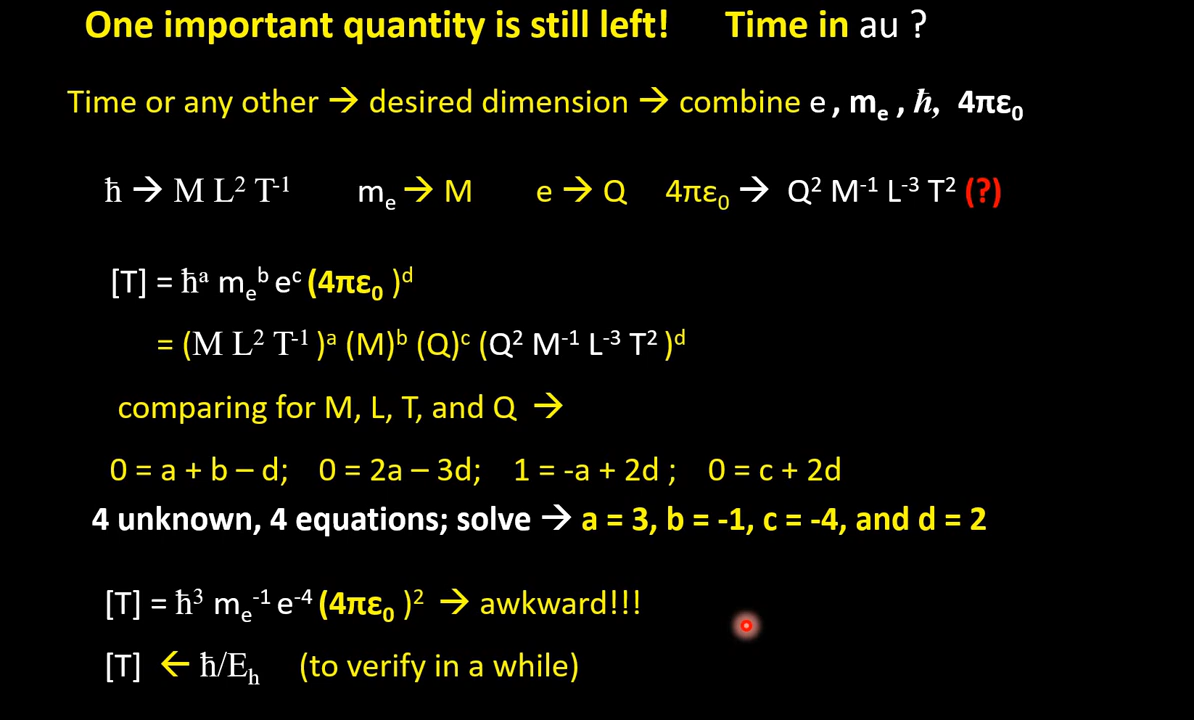 One important quantity is still left! Time in au ?
Time or any other → desired dimension → combine e , mₑ , ℏ, 4πε₀
ħ → M L² T⁻¹ mₑ → M e → Q 4πε₀ → Q² M⁻¹ L⁻³ T² (?)
[T] = ħᵃ mₑᵇ eᶜ (4πε₀ )ᵈ
= (M L² T⁻¹ )ᵃ (M)ᵇ (Q)ᶜ (Q² M⁻¹ L⁻³ T² )ᵈ
comparing for M, L, T, and Q →
0 = a + b – d; 0 = 2a – 3d; 1 = -a + 2d ; 0 = c + 2d
4 unknown, 4 equations; solve → a = 3, b = -1, c = -4, and d = 2
[T] = ħ³ mₑ⁻¹ e⁻⁴ (4πε₀ )² → awkward!!!
[T] ← ħ/Eₕ (to verify in a while)